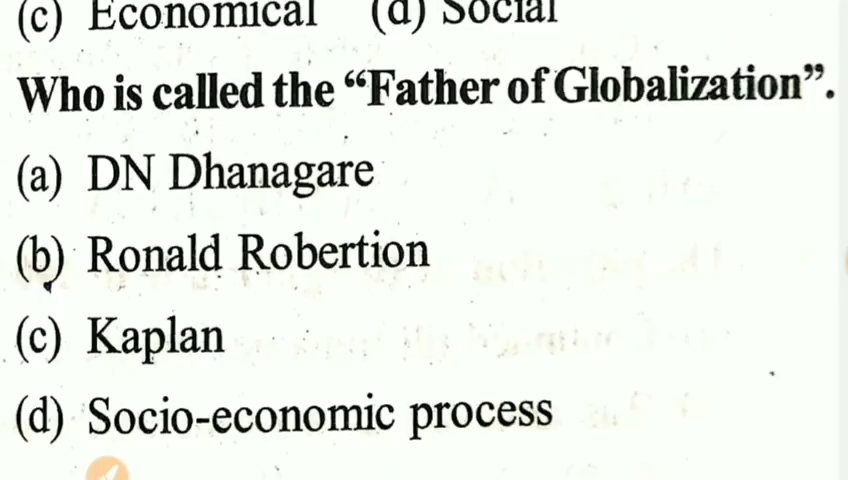 (c) Economical (d) Social
Who is called the “Father of Globalization”.
(a) DN Dhanagare
(b) Ronald Robertion
(c) Kaplan
(d) Socio-economic process